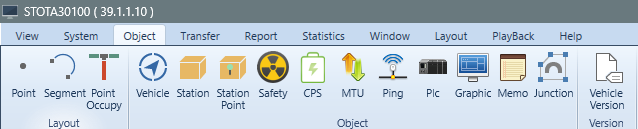 STOTA30100 ( 39.1.1.10 )
View System Object Transfer Report Statistics Window Layout PlayBack Help
Point Segment Point Occupy Vehicle Station Station Point Safety CPS MTU Ping Plc Graphic Memo Junction Vehicle Version
Layout Object Version